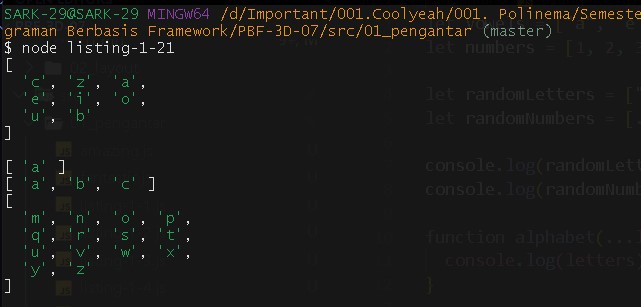 SARK-29@SARK-29 MINGW64 /d/Important/001.Coolyeah/001. Polinema/Semeste
graman Berbasis Framework/PBF-3D-07/src/01_pengantar (master)
$ node listing-1-21
[
'c', 'z', 'a',
'e', 'i', 'o',
'u', 'b'
]
[ 'a' ]
[ 'a', 'b', 'c' ]
[
'm', 'n', 'o', 'p',
'q', 'r', 's', 't',
'u', 'v', 'w', 'x',
'y', 'z'
]
let numbers = [1, 2,
let randomLetters = ["
let randomNumbers = [.
console.log(randomLett
console.log(randomNumb
function alphabet(...
console.log(letters
}